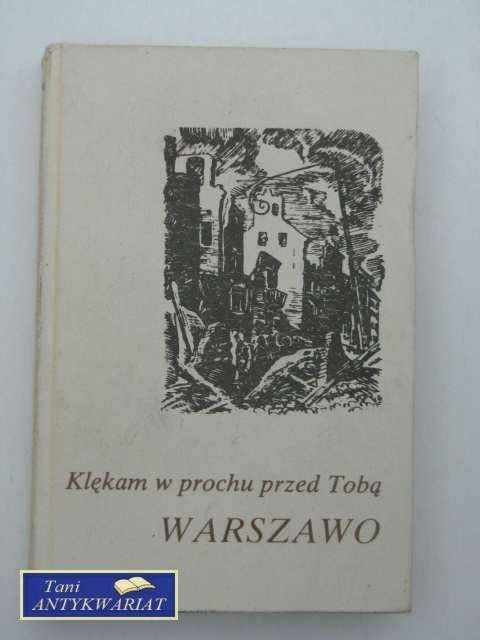 Klękam w prochu przed Tobą
WARSZAWO
Tani
ANTYKWARIAT